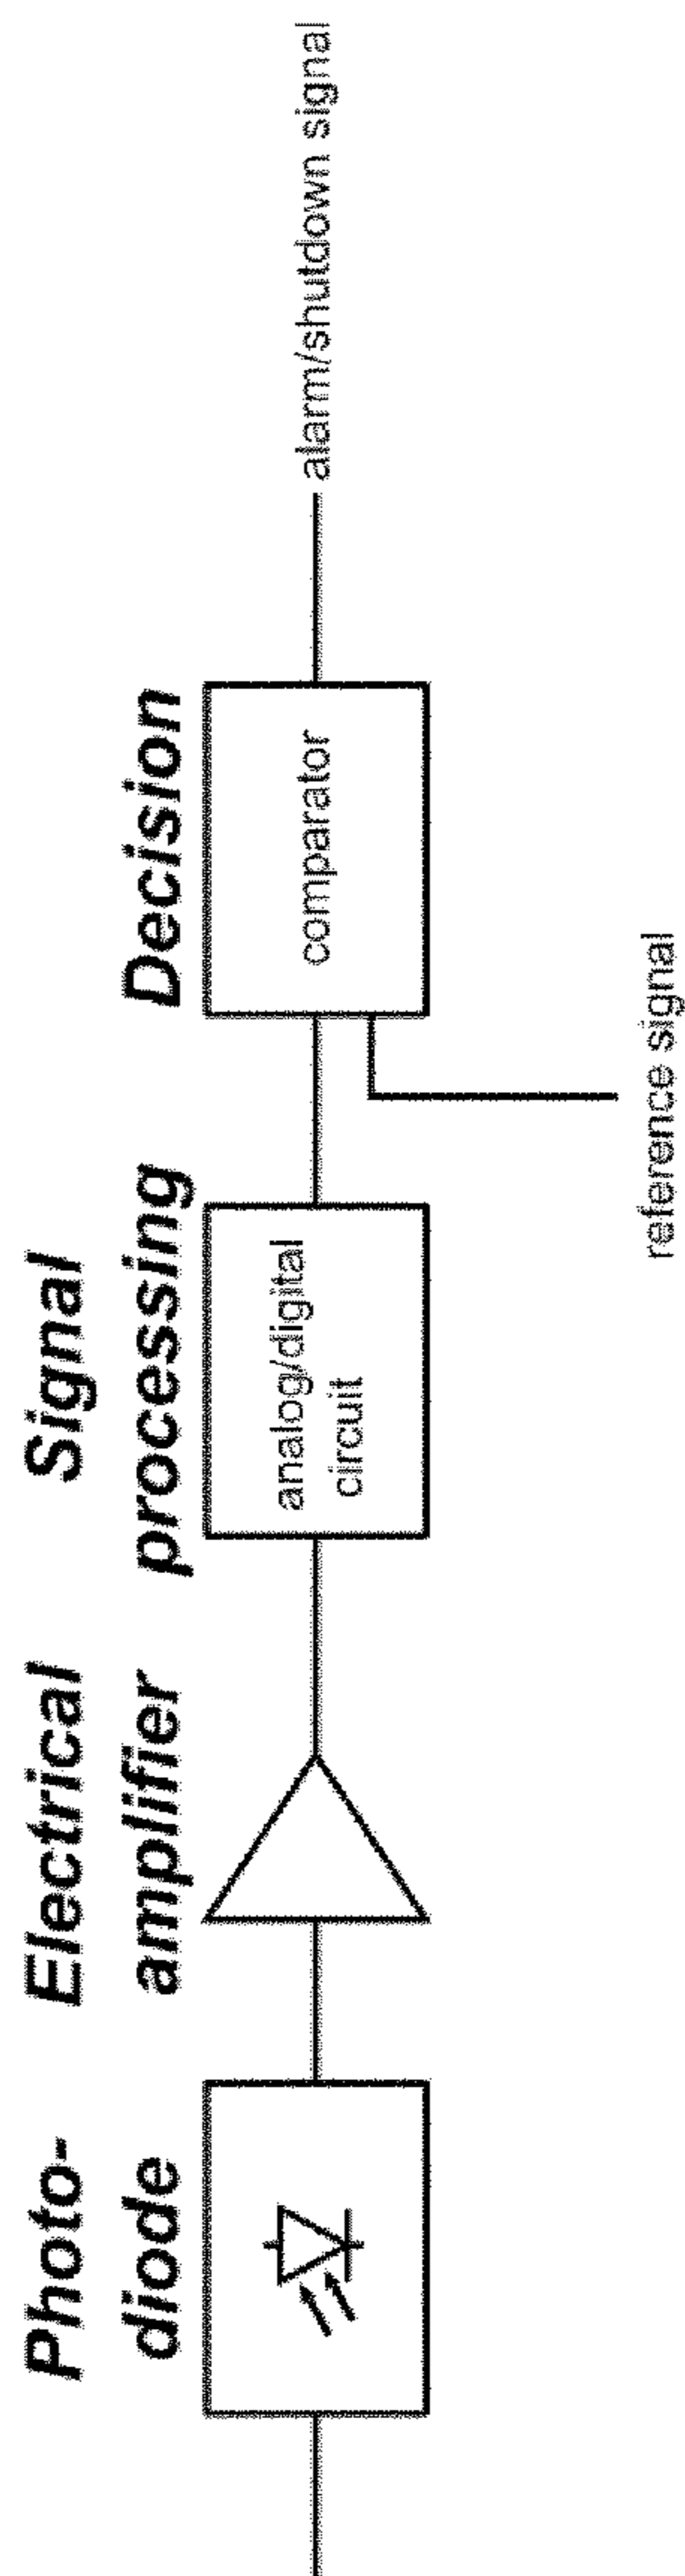 Photo-
diode
Electrical
amplifier
Signal
processing
analog/digital
circuit
Decision
comparator
reference signal
alarm/shutdown signal